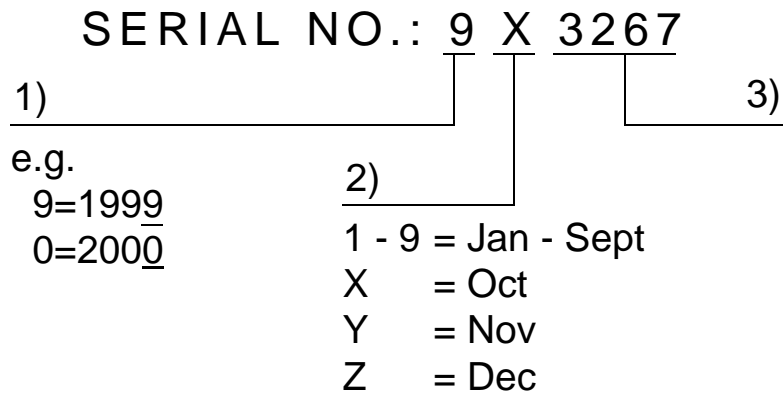 SERIAL NO.: 9 X 3267
1)
3)
e.g.
2)
9=1999
0=2000
1 - 9 = Jan - Sept
X = Oct
Y = Nov
Z = Dec